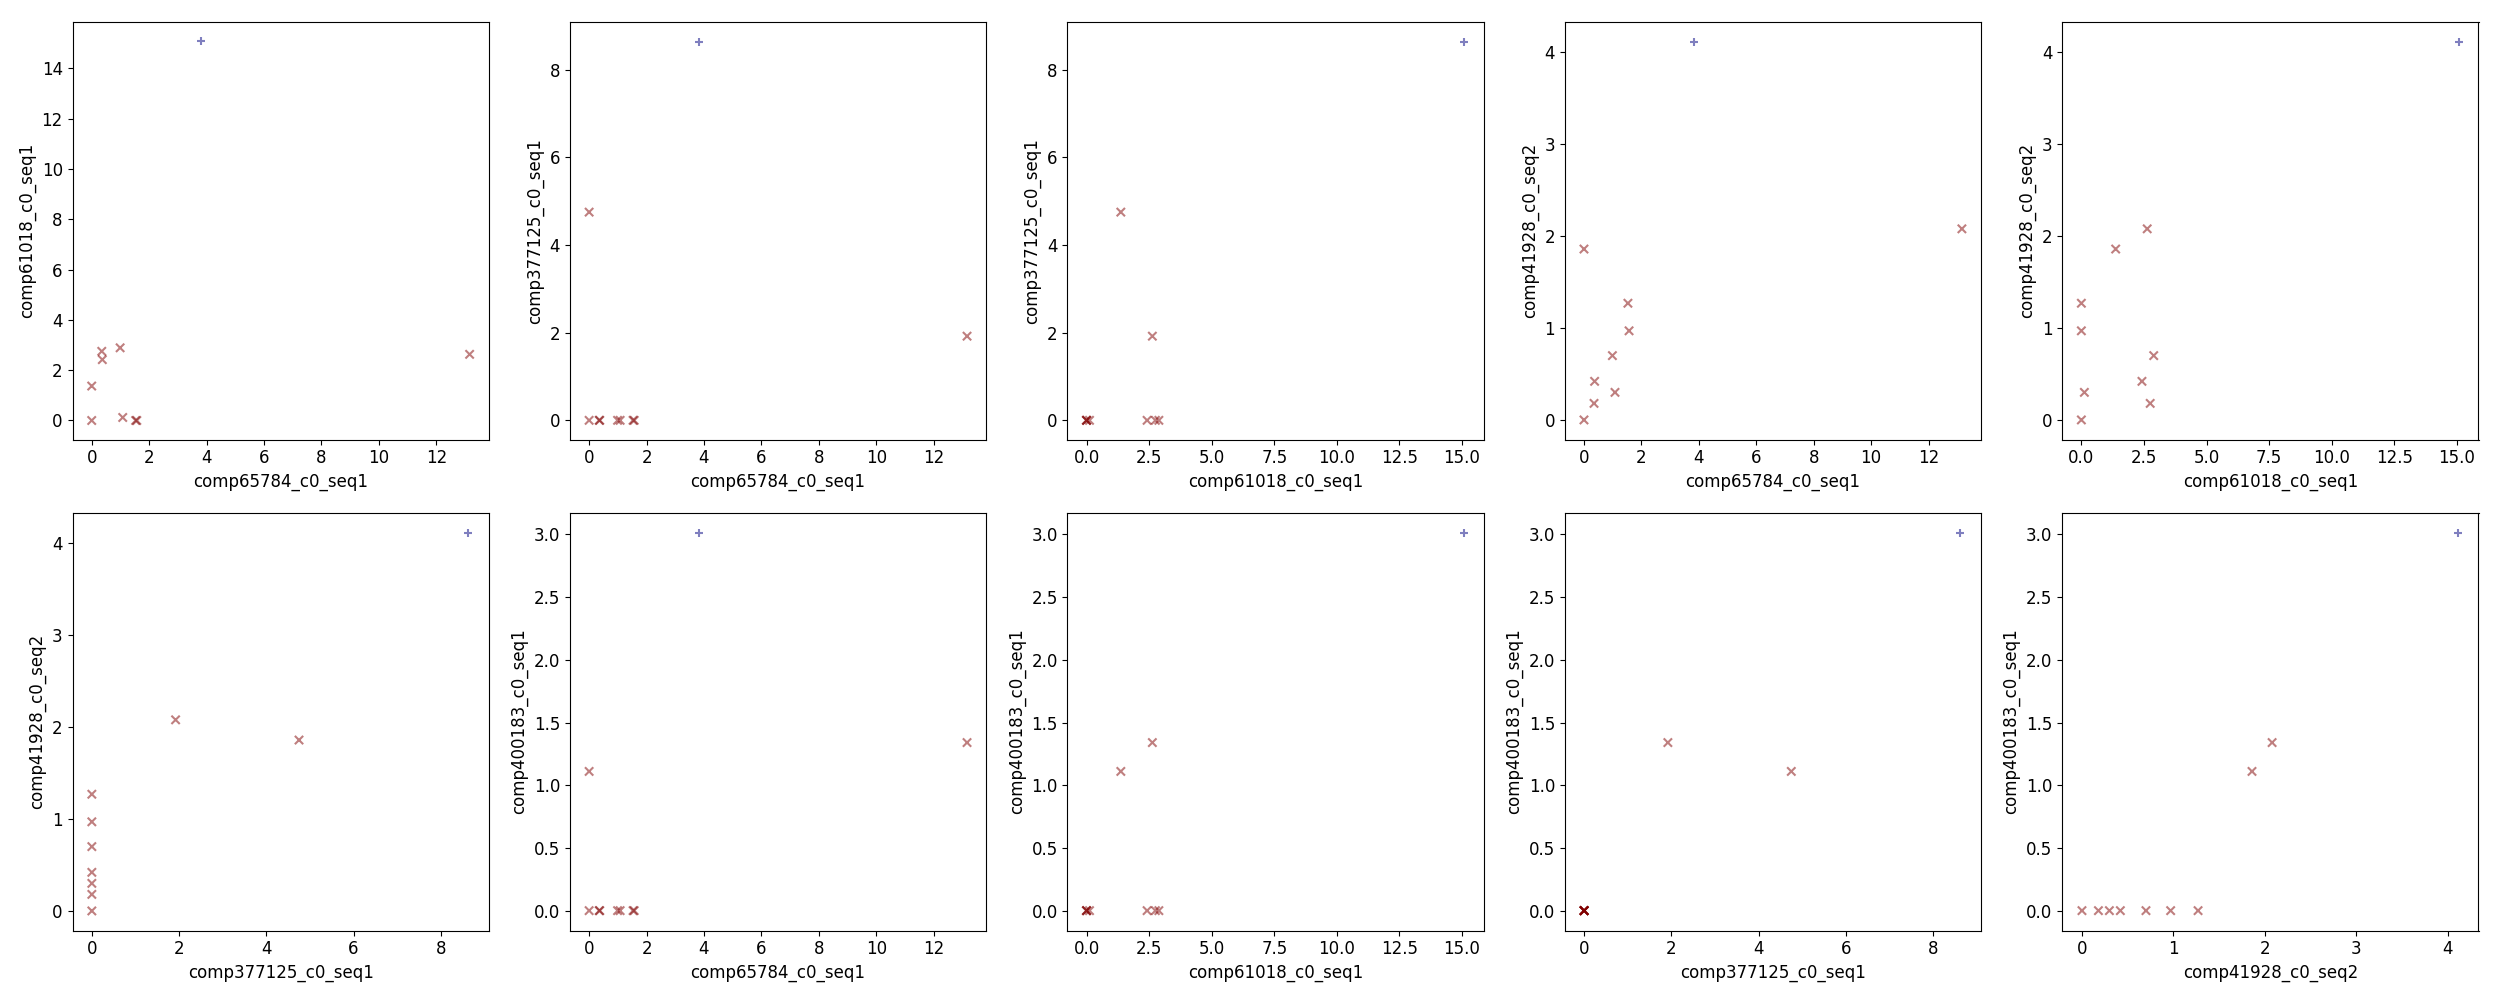 14
12
10
8
6
4
2
0
comp61018_c0_seq1
0 2 4 6 8 10 12
comp65784_c0_seq1
8
6
4
2
0
comp377125_c0_seq1
0 2 4 6 8 10 12
comp65784_c0_seq1
8
6
4
2
0
comp377125_c0_seq1
0.0 2.5 5.0 7.5 10.0 12.5 15.0
comp61018_c0_seq1
4
3
2
1
0
comp41928_c0_seq2
0 2 4 6 8 10 12
comp65784_c0_seq1
4
3
2
1
0
comp41928_c0_seq2
0.0 2.5 5.0 7.5 10.0 12.5 15.0
comp61018_c0_seq1
4
3
2
1
0
comp41928_c0_seq2
0 2 4 6 8
comp377125_c0_seq1
3.0
2.5
2.0
1.5
1.0
0.5
0.0
comp400183_c0_seq1
0 2 4 6 8 10 12
comp65784_c0_seq1
3.0
2.5
2.0
1.5
1.0
0.5
0.0
comp400183_c0_seq1
0.0 2.5 5.0 7.5 10.0 12.5 15.0
comp61018_c0_seq1
3.0
2.5
2.0
1.5
1.0
0.5
0.0
comp400183_c0_seq1
0 2 4 6 8
comp377125_c0_seq1
3.0
2.5
2.0
1.5
1.0
0.5
0.0
comp400183_c0_seq1
0 1 2 3 4
comp41928_c0_seq2